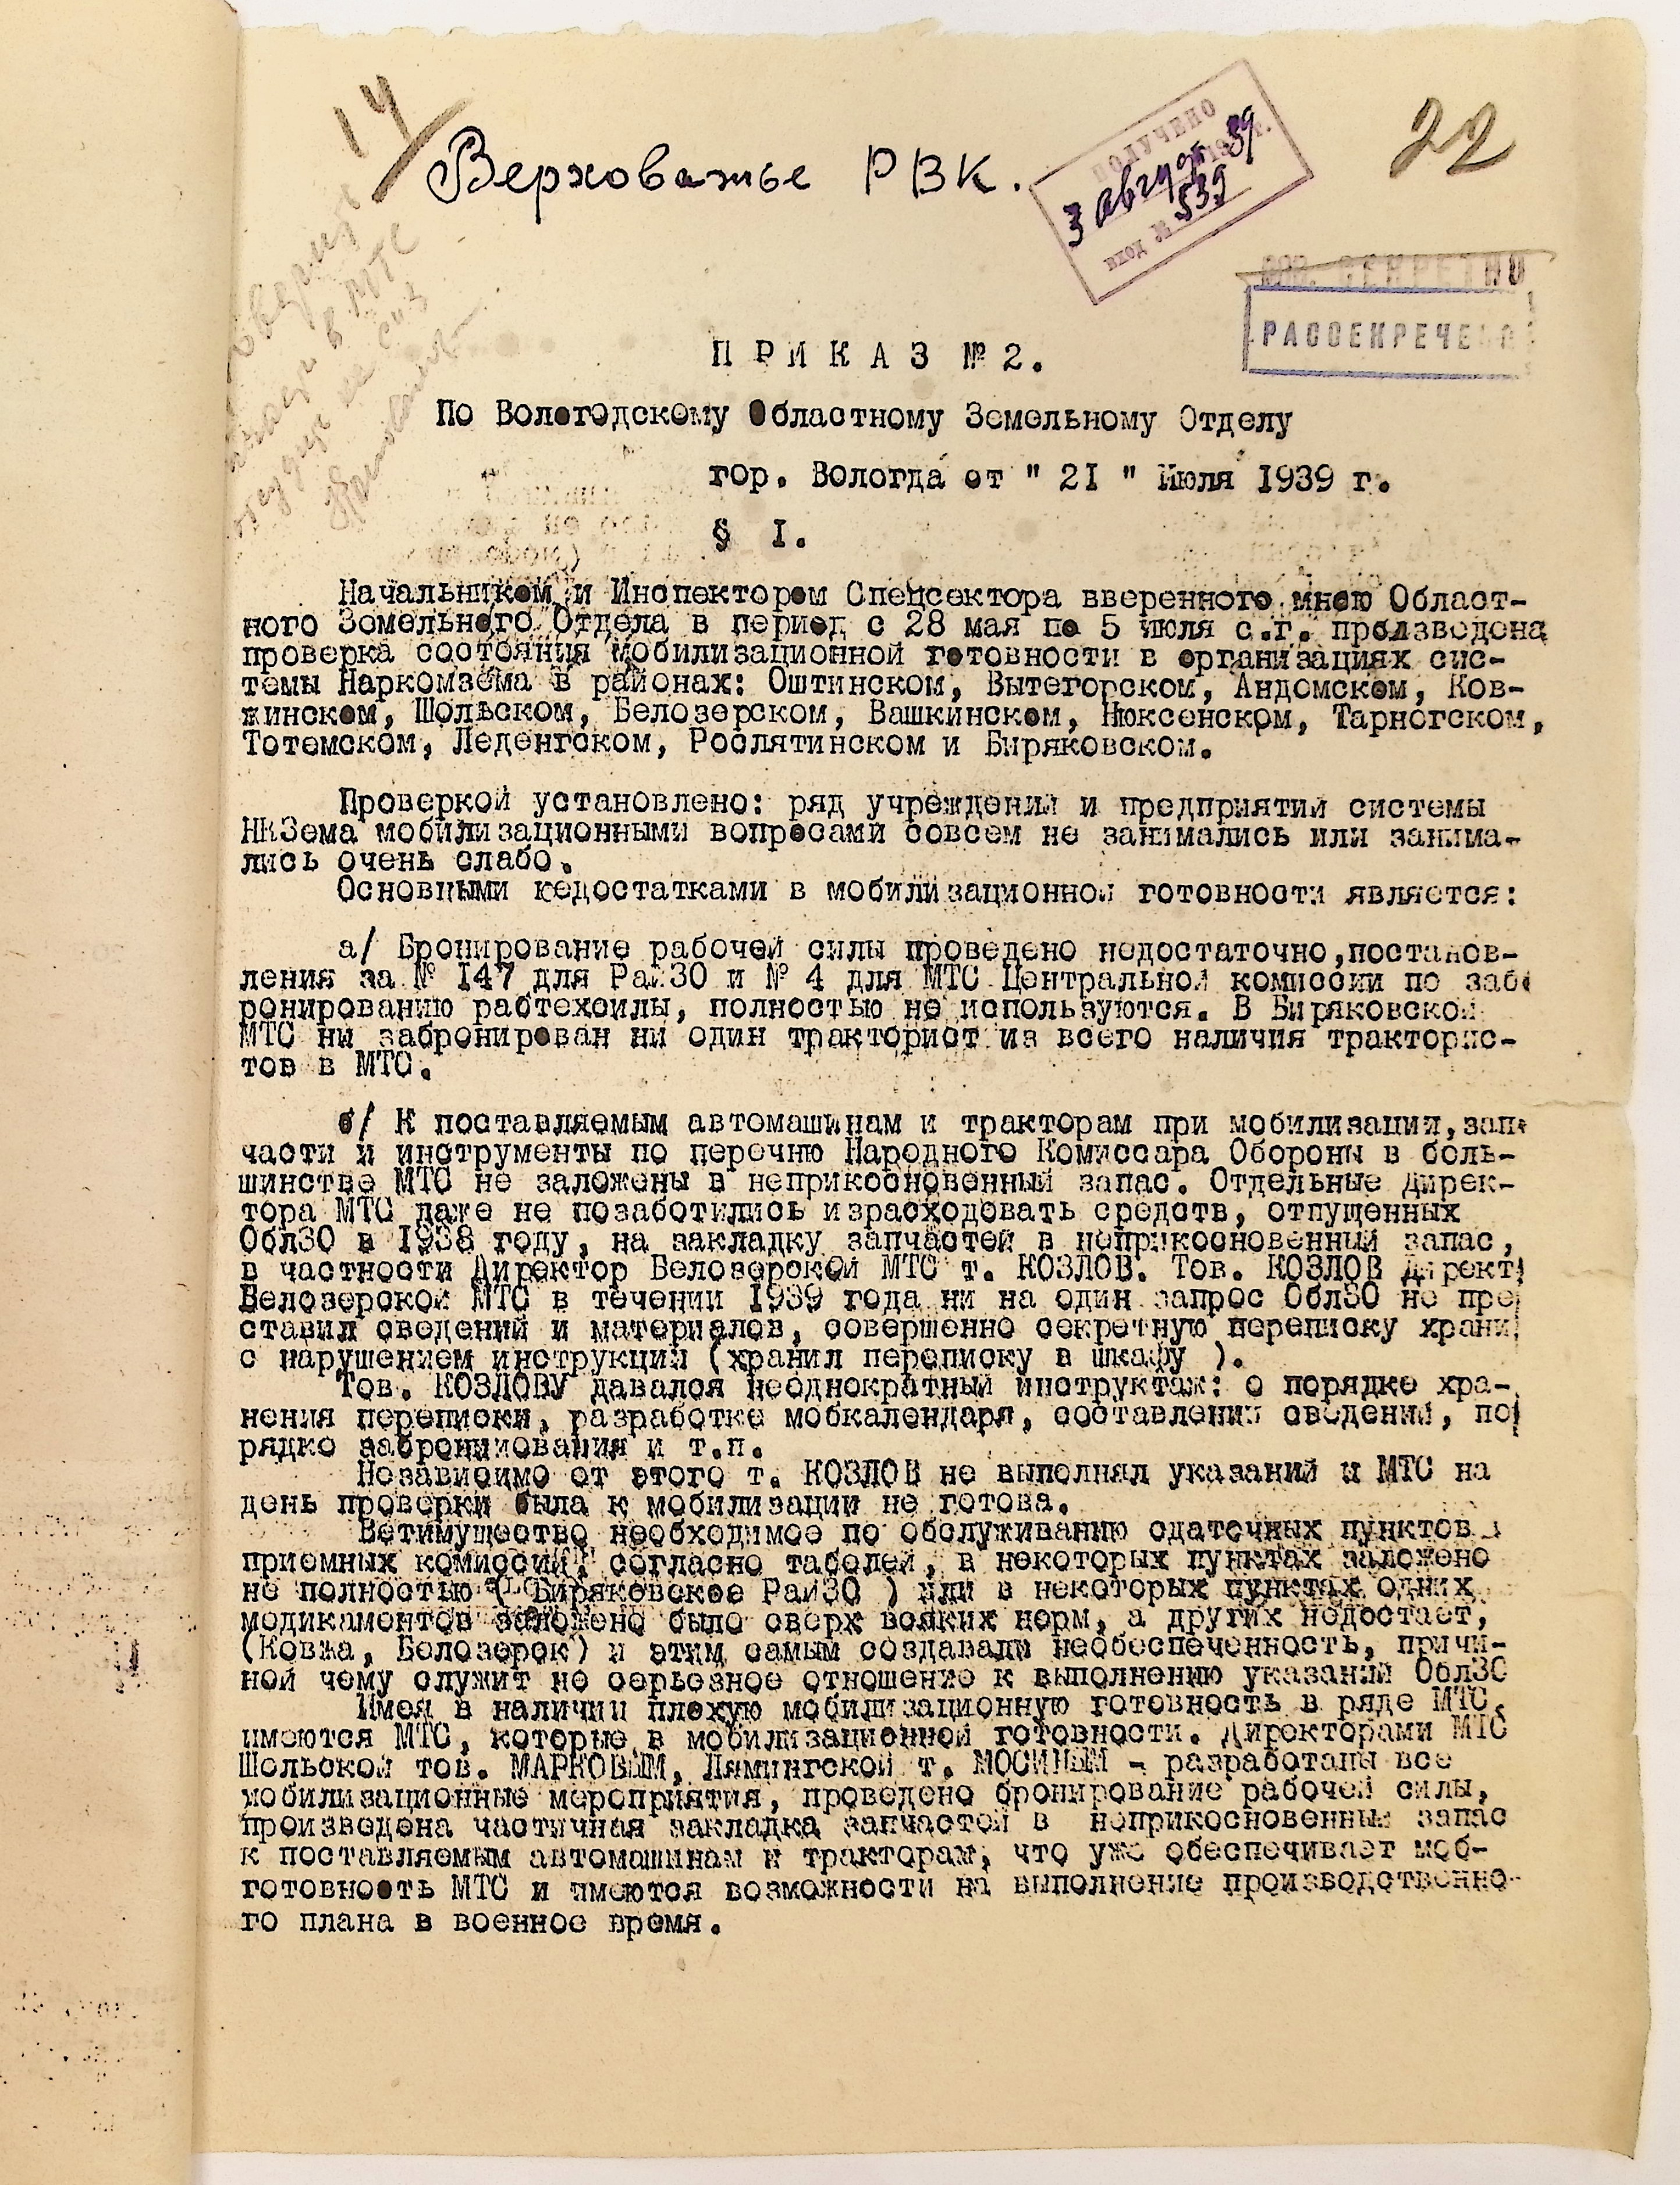 14/
Верховажье РВК.
22
ПОЛУЧЕНО
3 августа 1939 г.
вход № 539
СОВ. СЕКРЕТНО
РАССЕКРЕЧЕНО
в МТС
П Р И К А З № 2.
По Вологодскому Областному Земельному Отделу
гор. Вологда от " 21 " Июля 1939 г.
§ I.
Начальником и Инспектором Спецсектора вверенного мною Област-
ного Земельного Отдела в период с 28 мая по 5 июля с.г. произведена
проверка состояния мобилизационной готовности в организациях сис-
темы Наркомзема в районах: Оштинском, Вытегорском, Андомском, Ков-
жинском, Шольском, Белозерском, Вашкинском, Нюксенском, Тарногском,
Тотемском, Леденгском, Рослятинском и Биряковском.
Проверкой установлено: ряд учреждений и предприятий системы
НКЗема мобилизационными вопросами совсем не занимались или занима-
лись очень слабо.
Основными недостатками в мобилизационной готовности является:
а/ Бронирование рабочей силы проведено недостаточно,постанов-
ления за № 147 для РайЗО и № 4 для МТС Центральной комиссии по заб
ронированию рабтехсилы, полностью не используются. В Биряковской
МТС ни забронирован ни один тракторист из всего наличия тракторис-
тов в МТС.
б/ К поставляемым автомашинам и тракторам при мобилизации,зап-
части и инструменты по перечню Народного Комиссара Обороны в боль-
шинстве МТС не заложены в неприкосновенный запас. Отдельные дирек-
тора МТС даже не позаботились израсходовать средств, отпущенных
ОблЗО в 1938 году, на закладку запчастей в неприкосновенный запас,
в частности Директор Белозерской МТС т. КОЗЛОВ. Тов. КОЗЛОВ Директ
Белозерской МТС в течении 1939 года ни на один запрос ОблЗО не пре
ставил сведений и материалов, совершенно секретную переписку храни
с нарушением инструкций (хранил переписку в шкафу ).
Тов. КОЗЛОВУ давался неоднократный инструктаж: о порядке хра-
нения переписки, разработке мобкалендаря, составления сведений, по
рядко забронимования и т.п.
Независимо от этого т. КОЗЛОВ не выполнял указаний и МТС на
день проверки была к мобилизации не готова.
Ветимущество необходимое по обслуживанию сдаточных пунктов и
приемных комиссий, согласно табелей, в некоторых пунктах заложено
не полностью ( Биряковское РайЗО ) или в некоторых пунктах одних
модикаментов заложено было сверх всяких норм, а других недостает,
(Ковжа, Белозерск) и этим самым создавали необеспеченность, причи-
ной чему служит не серьезное отношение к выполнению указаний ОблЗО
Имея в наличии плохую мобилизационную готовность в ряде МТС,
имеются МТС, которые в мобилизационной готовности. Директорами МТС
Шольской тов. МАРКОВЫМ, Лямингской т. МОСИНЫМ - разработаны все
мобилизационные мероприятия, проведено бронирование рабочей силы,
произведена частичная закладка запчастей в неприкосновенный запас
к поставляемым автомашинам и тракторам, что уже обеспечивает моб-
готовность МТС и имеются возможности на выполнение производственно-
го плана в военное время.